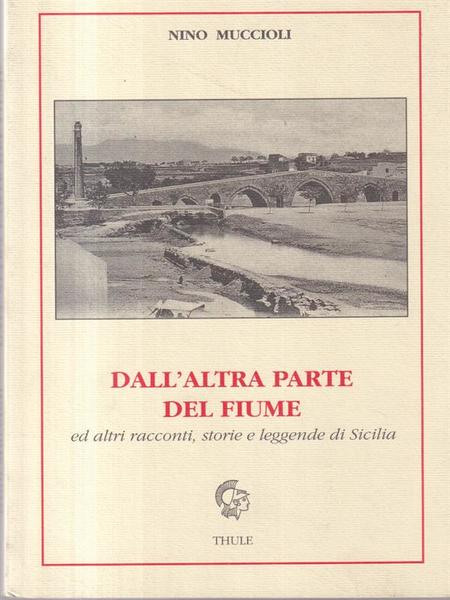 NINO MUCCIOLI
DALL'ALTRA PARTE
DEL FIUME
ed altri racconti, storie e leggende di Sicilia
THULE